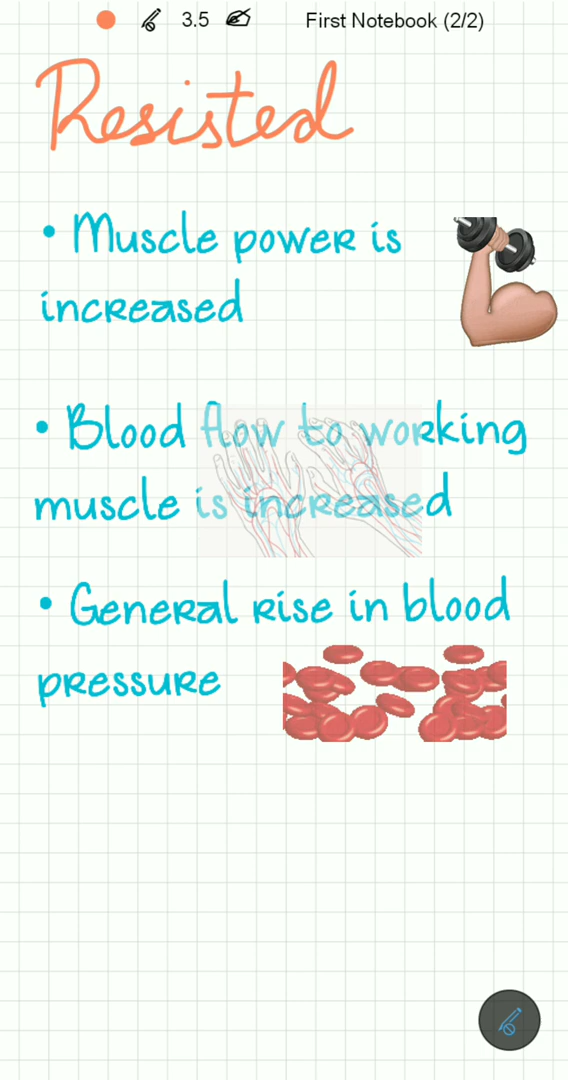 3.5 First Notebook (2/2)
Resisted
• Muscle power is
increased
• Blood flow to working
muscle is increased
• General rise in blood
pressure